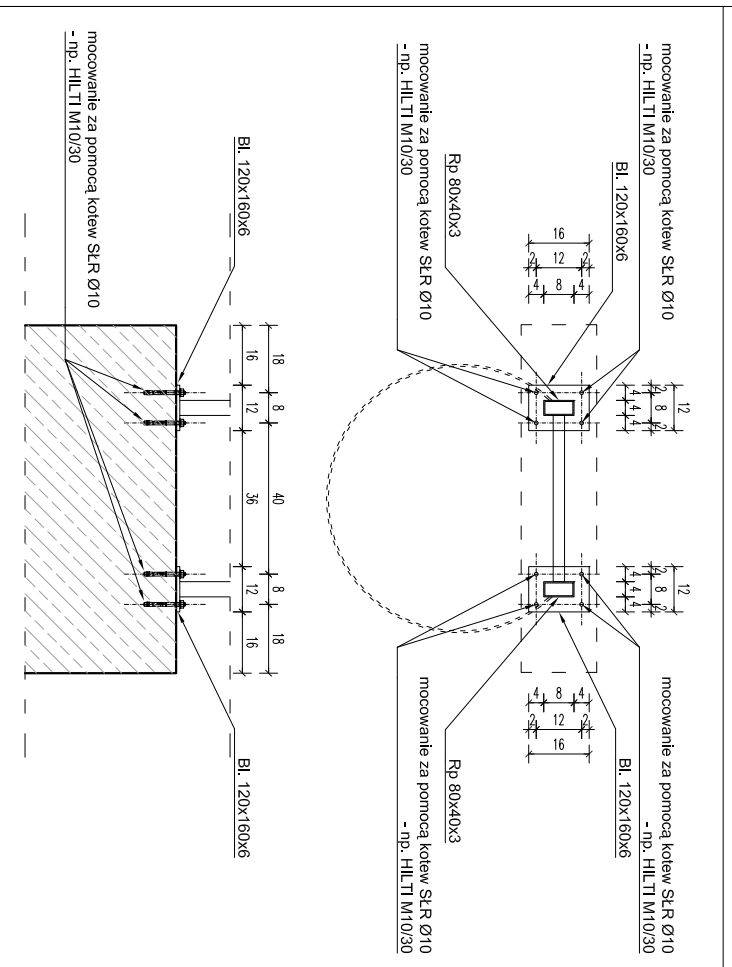 mocowanie za pomocą kotew SŁR Ø10
- np. HILTI M10/30
Bl. 120x160x6
Rp 80x40x3
mocowanie za pomocą kotew SŁR Ø10
- np. HILTI M10/30
16
2 12 2
4 8 4
12
2 8 2
4 4 4
12
2 8 2
4 4 4
4 8 4
2 12 2
16
mocowanie za pomocą kotew SŁR Ø10
- np. HILTI M10/30
Bl. 120x160x6
Rp 80x40x3
mocowanie za pomocą kotew SŁR Ø10
- np. HILTI M10/30
Bl. 120x160x6
mocowanie za pomocą kotew SŁR Ø10
- np. HILTI M10/30
18 8 40 8 18
16 12 36 12 16
Bl. 120x160x6